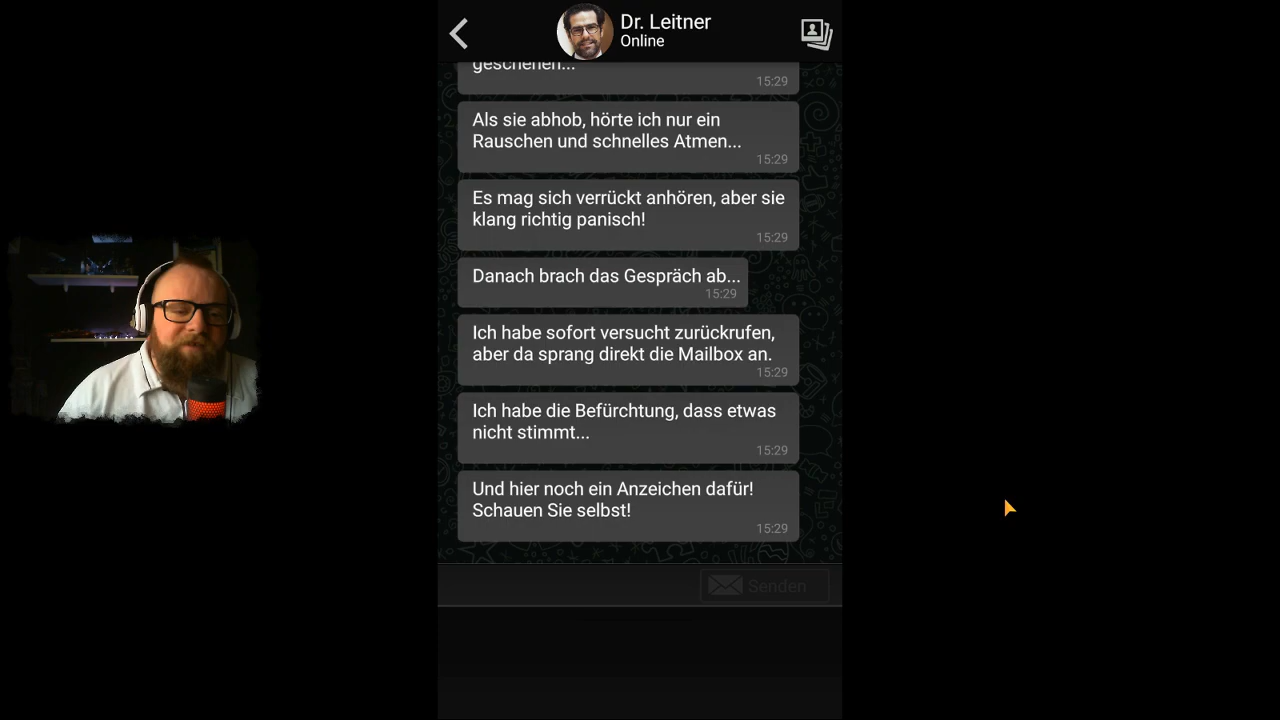 Dr. Leitner
Online
geschehen...
15:29
Als sie abhob, hörte ich nur ein
Rauschen und schnelles Atmen...
15:29
Es mag sich verrückt anhören, aber sie
klang richtig panisch!
15:29
Danach brach das Gespräch ab...
15:29
Ich habe sofort versucht zurückrufen,
aber da sprang direkt die Mailbox an.
15:29
Ich habe die Befürchtung, dass etwas
nicht stimmt...
15:29
Und hier noch ein Anzeichen dafür!
Schauen Sie selbst!
15:29
Senden